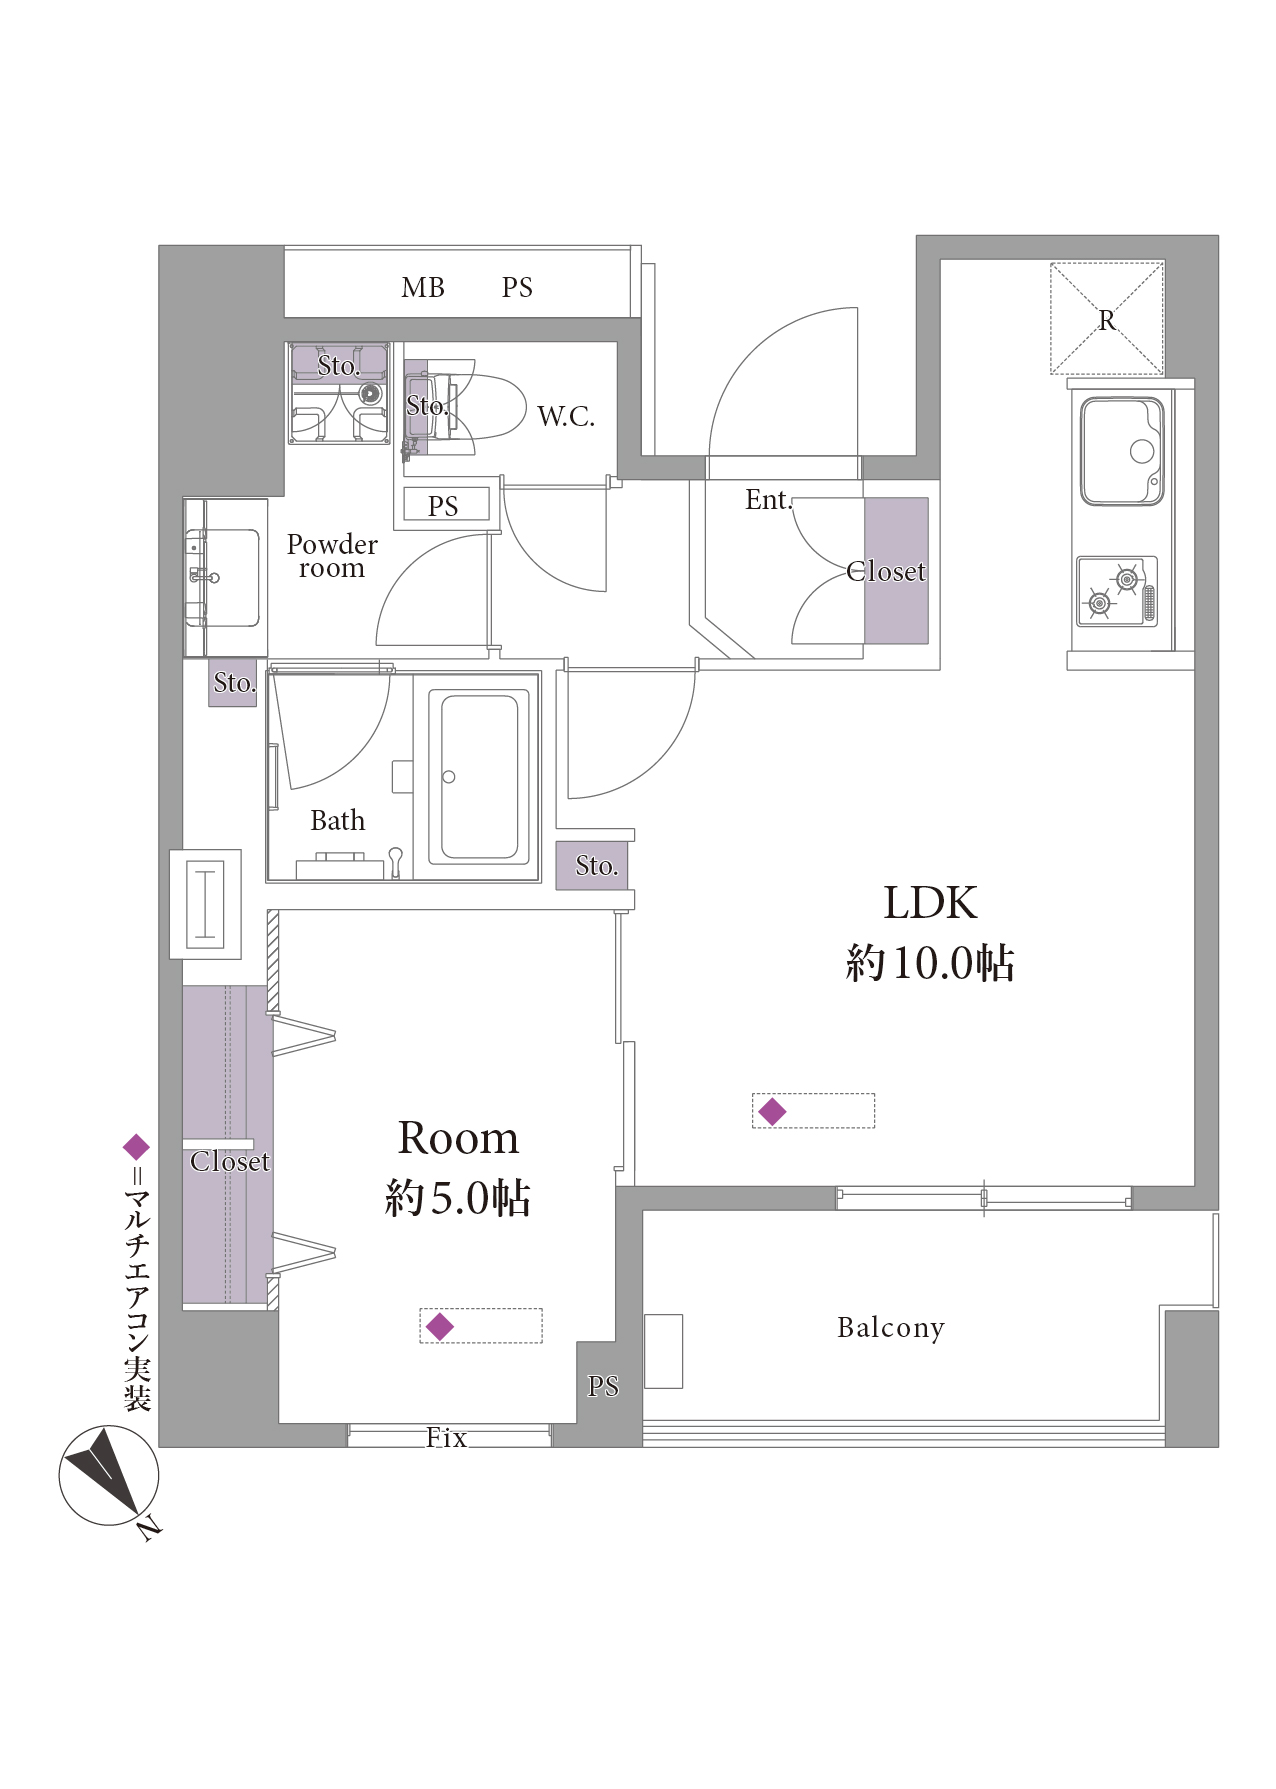 MB PS
R
Sto.
Sto.
W.C.
PS
Ent.
Powder
room
Closet
Sto.
Bath
Sto.
LDK
約10.0帖
Room
約5.0帖
Closet
◆=マルチエアコン実装
Balcony
PS
Fix
N